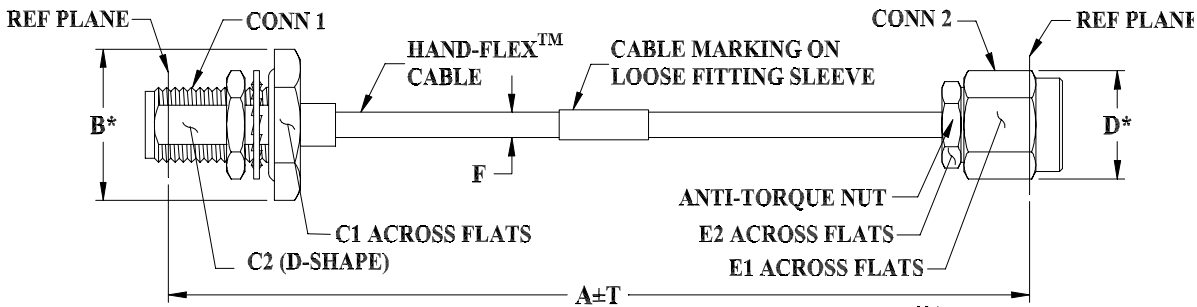 REF PLANE
CONN 1
HAND-FLEX™
CABLE
CABLE MARKING ON
LOOSE FITTING SLEEVE
CONN 2
REF PLANE
B*
D*
F
ANTI-TORQUE NUT
C1 ACROSS FLATS
E2 ACROSS FLATS
C2 (D-SHAPE)
E1 ACROSS FLATS
A±T